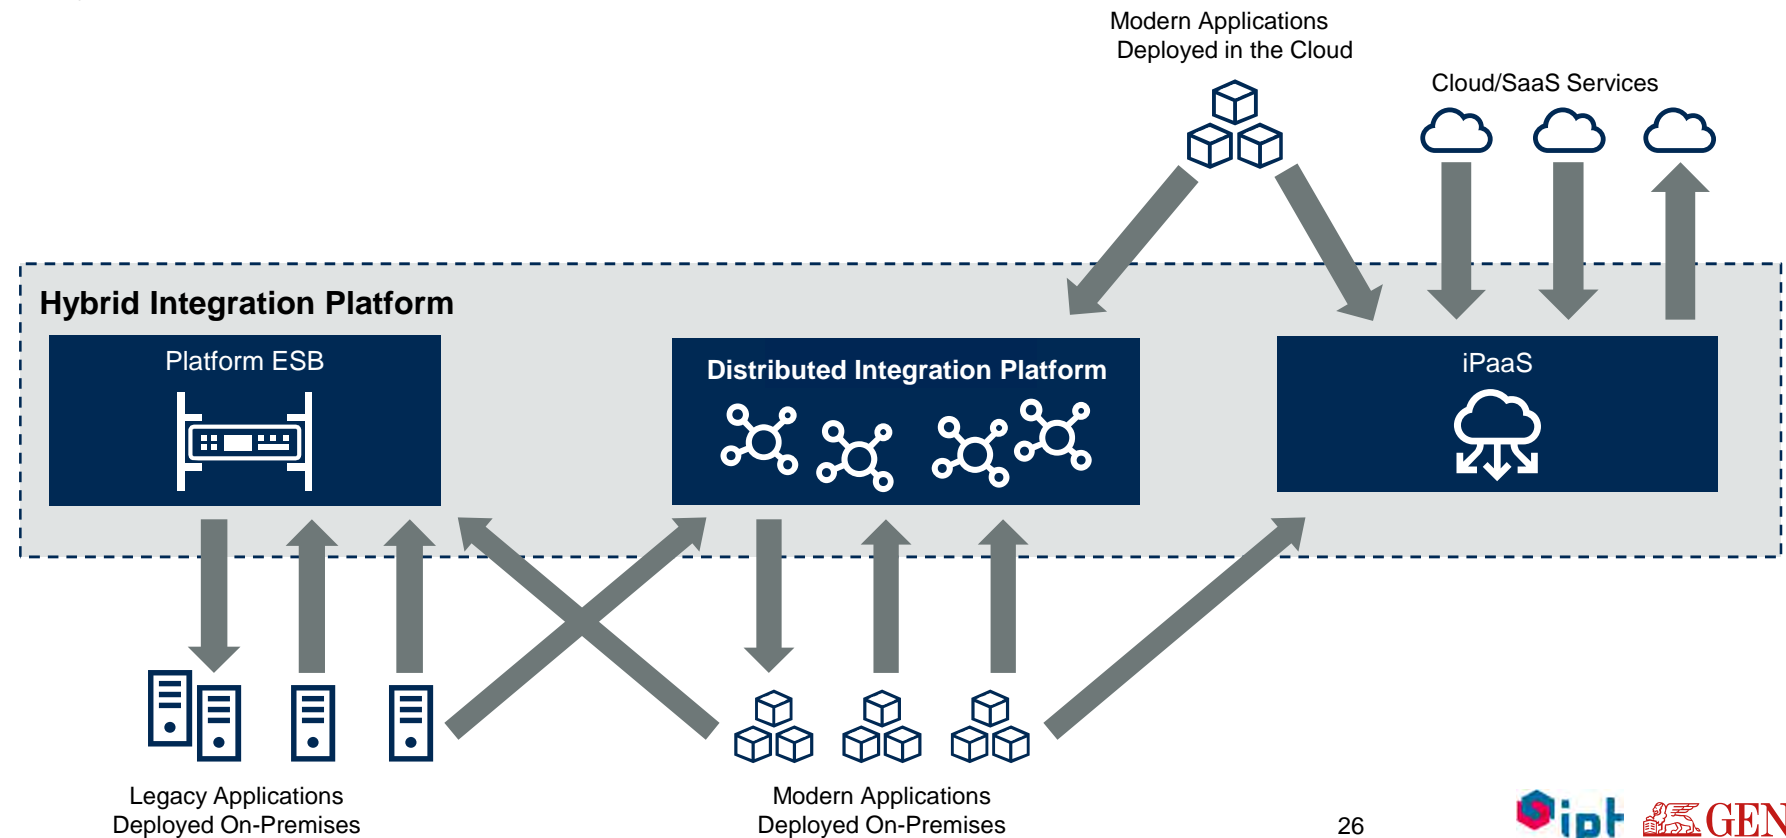 Modern Applications
Deployed in the Cloud
Cloud/SaaS Services
Hybrid Integration Platform
Platform ESB
Distributed Integration Platform
iPaaS
Legacy Applications
Deployed On-Premises
Modern Applications
Deployed On-Premises
26
ipt
GEN